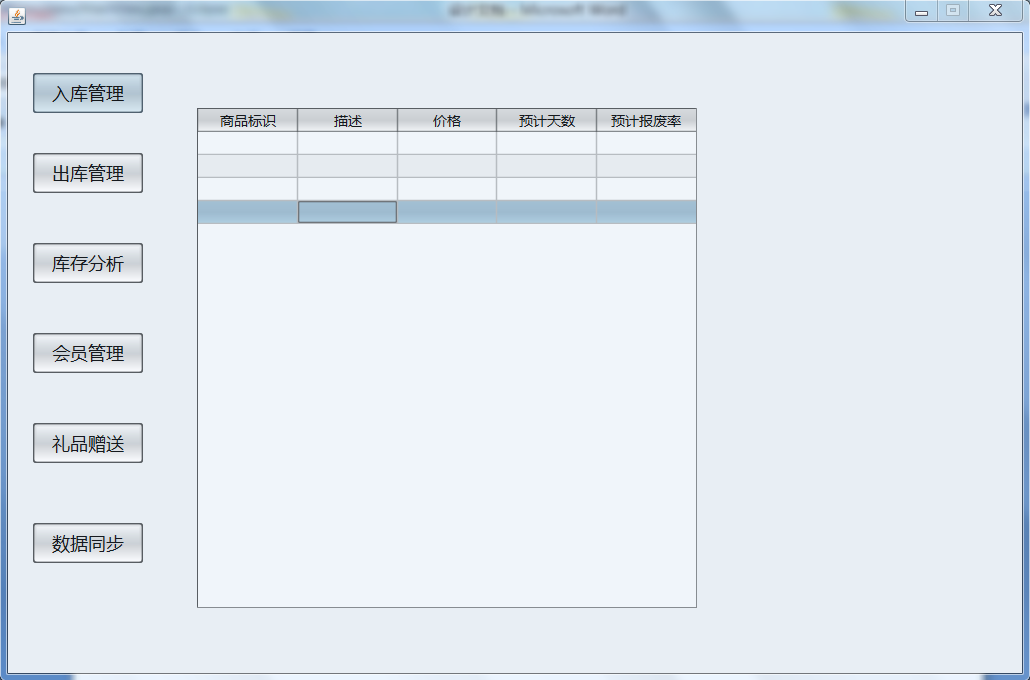 入库管理
出库管理
库存分析
会员管理
礼品赠送
数据同步
商品标识 描述 价格 预计天数 预计报废率